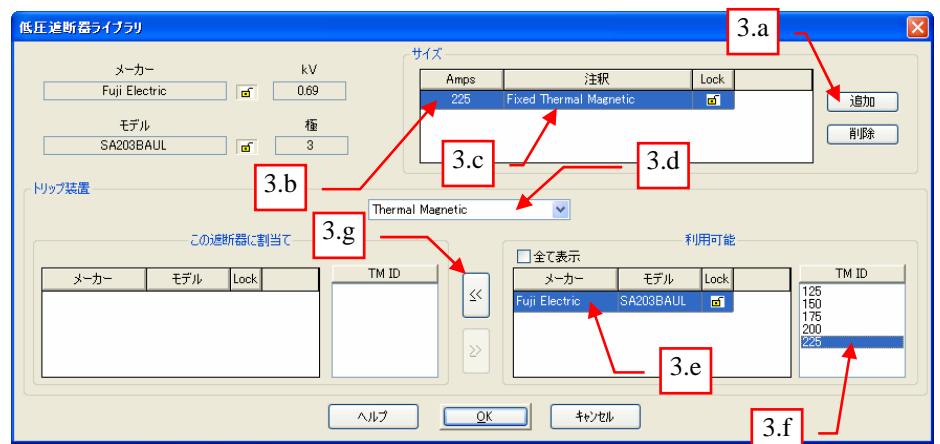 低圧遮断器ライブラリ
3.a
サイズ
メーカー kV
Fuji Electric 0.69
モデル 極
SA203BAUL 3
Amps 注釈 Lock
225 Fixed Thermal Magnetic
追加
削除
3.b
3.c
3.d
トリップ装置
Thermal Magnetic
この遮断器に割当て
3.g
メーカー モデル Lock
TM ID
<<
>>
利用可能
全て表示
メーカー モデル Lock
Fuji Electric SA203BAUL
TM ID
125
150
175
200
225
3.e
3.f
ヘルプ OK キャンセル